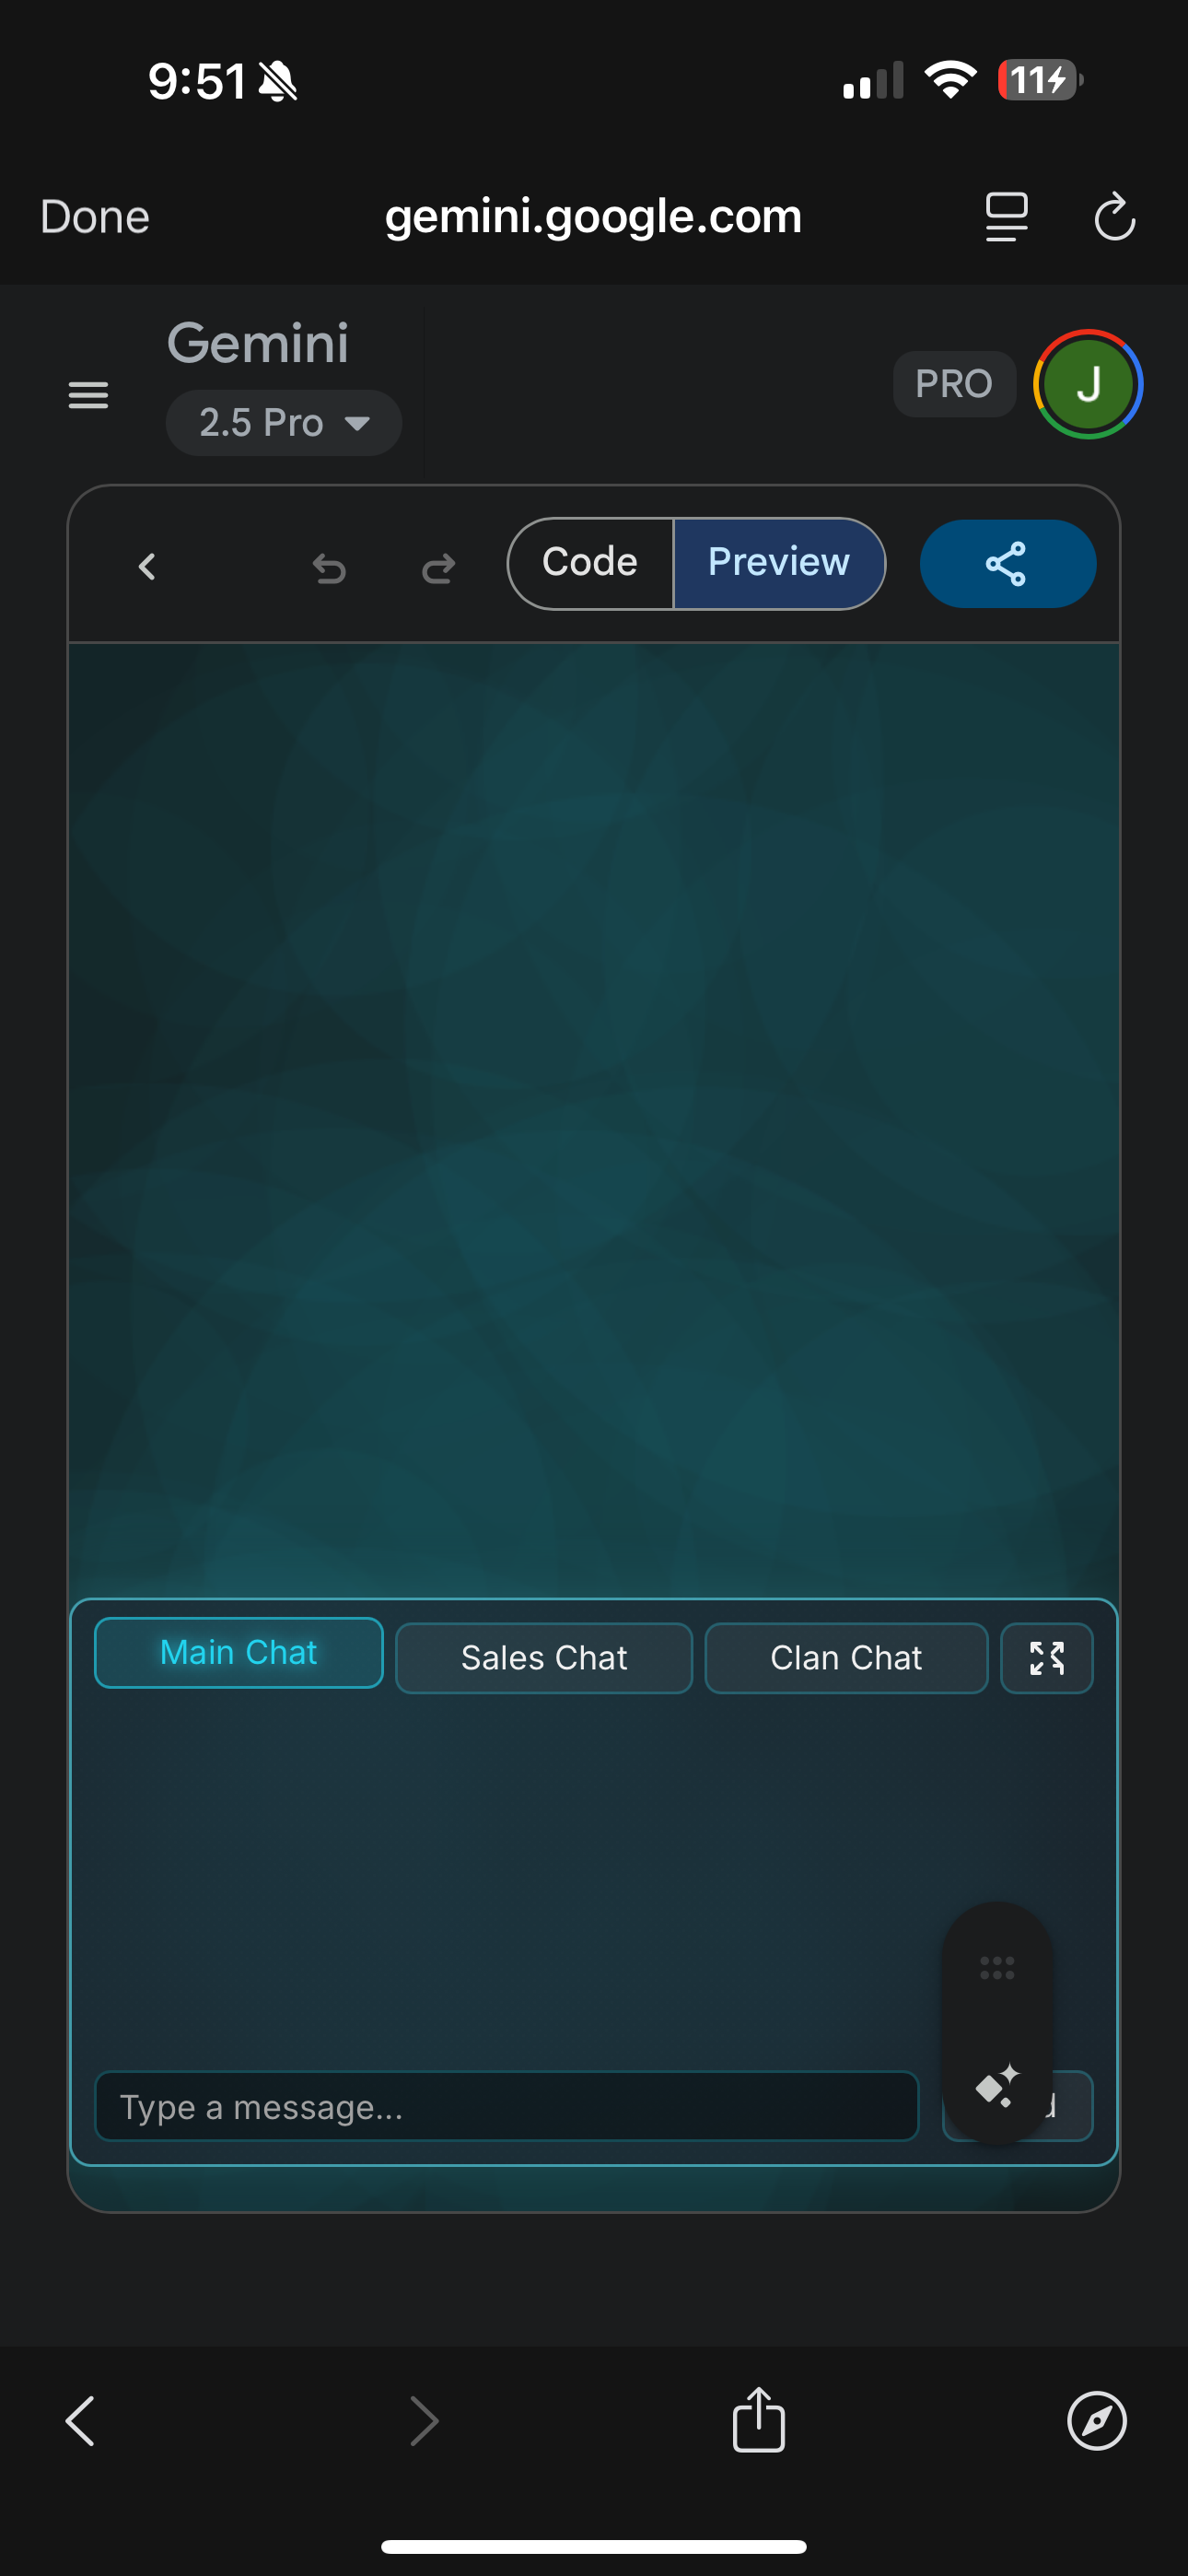 9:51
11
Done
gemini.google.com
Gemini
2.5 Pro
PRO
J
Code
Preview
Main Chat
Sales Chat
Clan Chat
Type a message...